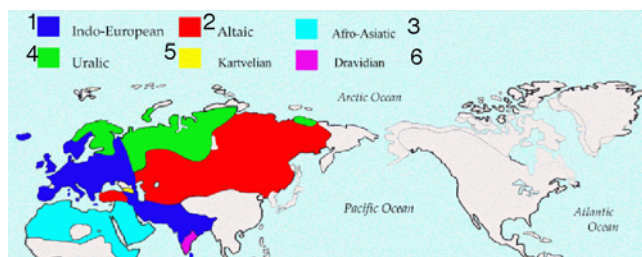 1 Indo-European 2 Altaic Afro-Asiatic 3
4 Uralic 5 Kartvelian Dravidian 6
Arctic Ocean
Pacific Ocean
Atlantic
Ocean